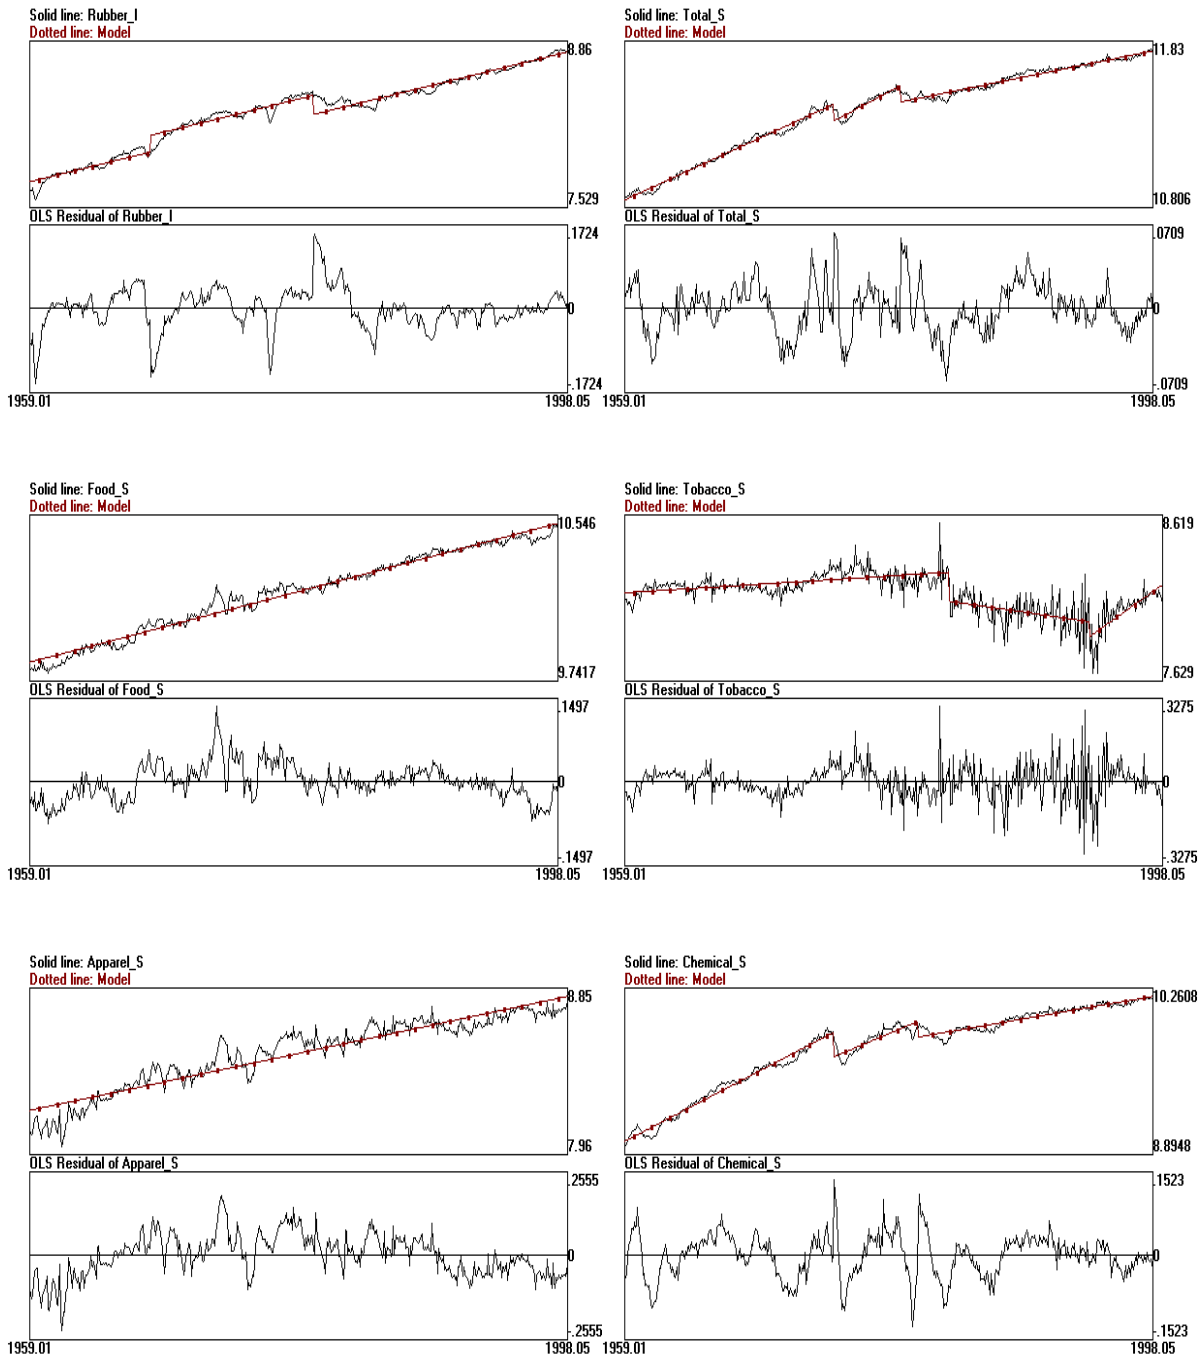 Solid line: Rubber_I
Dotted line: Model
8.86
7.529
OLS Residual of Rubber_I
.1724
0
-.1724
1959.01
1998.05
Solid line: Total_S
Dotted line: Model
11.83
10.806
OLS Residual of Total_S
.0709
0
-.0709
1959.01
1998.05
Solid line: Food_S
Dotted line: Model
10.546
9.7417
OLS Residual of Food_S
.1497
0
-.1497
1959.01
1998.05
Solid line: Tobacco_S
Dotted line: Model
8.619
7.629
OLS Residual of Tobacco_S
.3275
0
-.3275
1959.01
1998.05
Solid line: Apparel_S
Dotted line: Model
8.85
7.96
OLS Residual of Apparel_S
.2555
0
-.2555
1959.01
1998.05
Solid line: Chemical_S
Dotted line: Model
10.2608
8.8948
OLS Residual of Chemical_S
.1523
0
-.1523
1959.01
1998.05